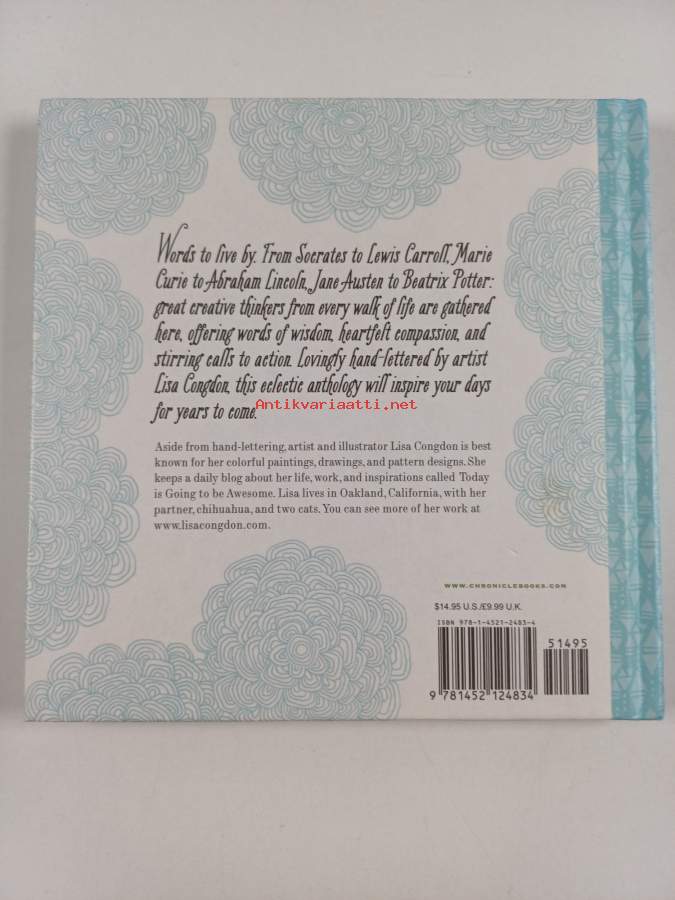 Words to live by. From Socrates to Lewis Carroll, Marie
Curie to Abraham Lincoln, Jane Austen to Beatrix Potter:
great creative thinkers from every walk of life are gathered
here, offering words of wisdom, heartfelt compassion, and
stirring calls to action. Lovingly hand-lettered by artist
Lisa Congdon, this eclectic anthology will inspire your days
for years to come.
Antikvariaatti.net
Aside from hand-lettering, artist and illustrator Lisa Congdon is best
known for her colorful paintings, drawings, and pattern designs. She
keeps a daily blog about her life, work, and inspirations called Today
is Going to be Awesome. Lisa lives in Oakland, California, with her
partner, chihuahua, and two cats. You can see more of her work at
www.lisacongdon.com.
WWW.CHRONICLEBOOKS.COM
$14.95 U.S./£9.99 U.K.
ISBN 978-1-4521-2483-4
51495
9 781452 124834